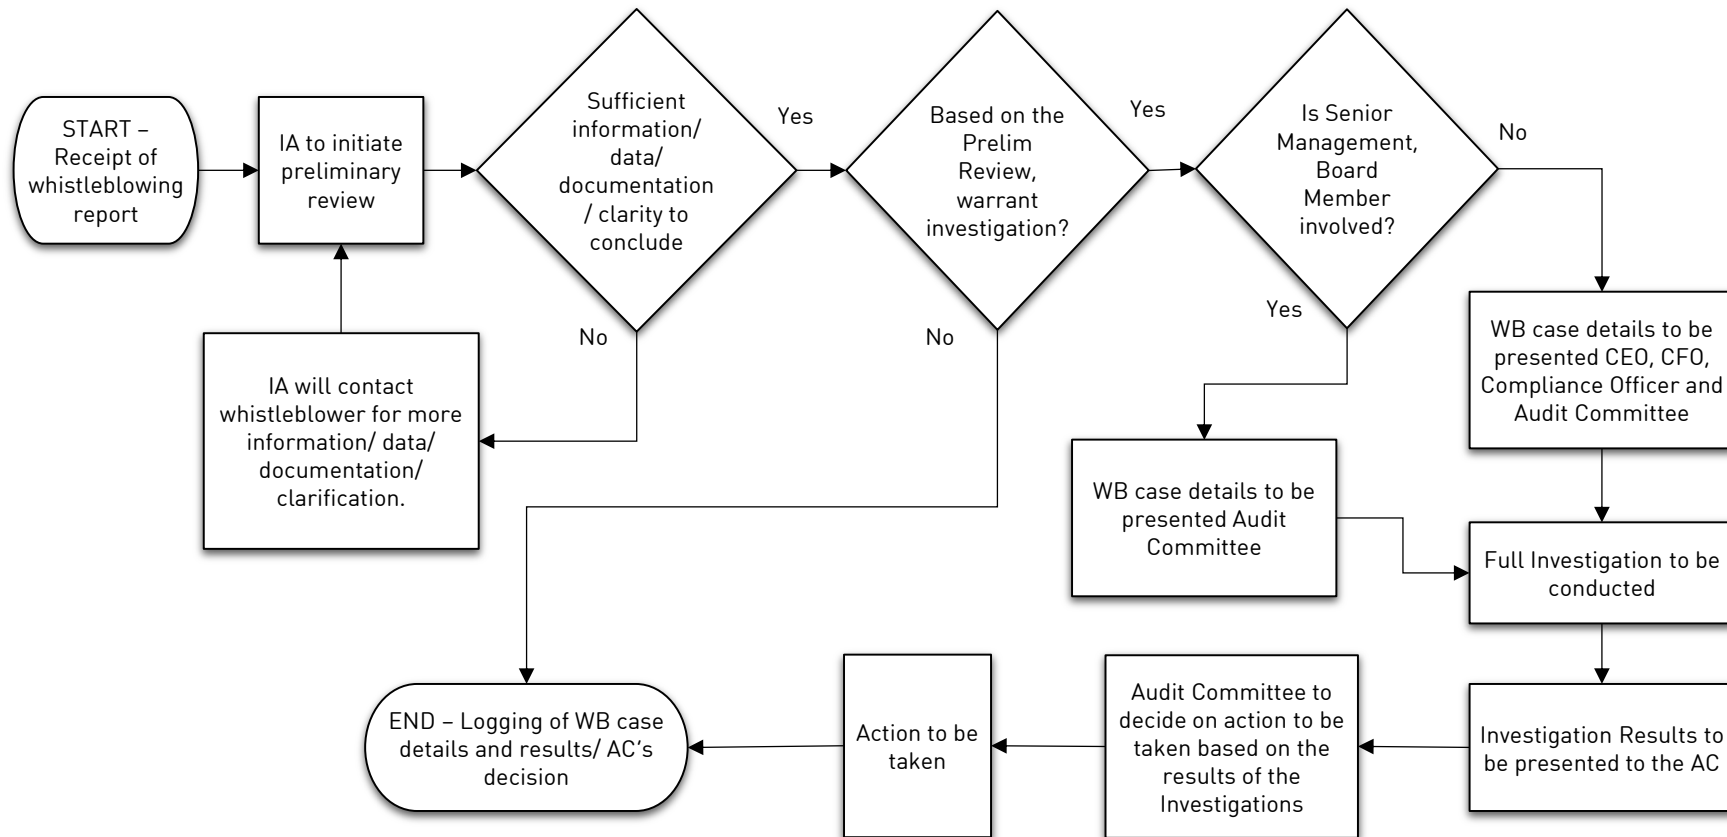 START –
Receipt of
whistleblowing
report
IA to initiate
preliminary
review
Sufficient
information/
data/
documentation
/ clarity to
conclude
Yes
No
IA will contact
whistleblower for more
information/ data/
documentation/
clarification.
Based on the
Prelim
Review,
warrant
investigation?
Yes
No
Is Senior
Management,
Board
Member
involved?
No
Yes
WB case details to be
presented CEO, CFO,
Compliance Officer and
Audit Committee
WB case details to be
presented Audit
Committee
Full Investigation to be
conducted
Investigation Results to
be presented to the AC
Audit Committee to
decide on action to be
taken based on the
results of the
Investigations
Action to be
taken
END – Logging of WB case
details and results/ AC’s
decision